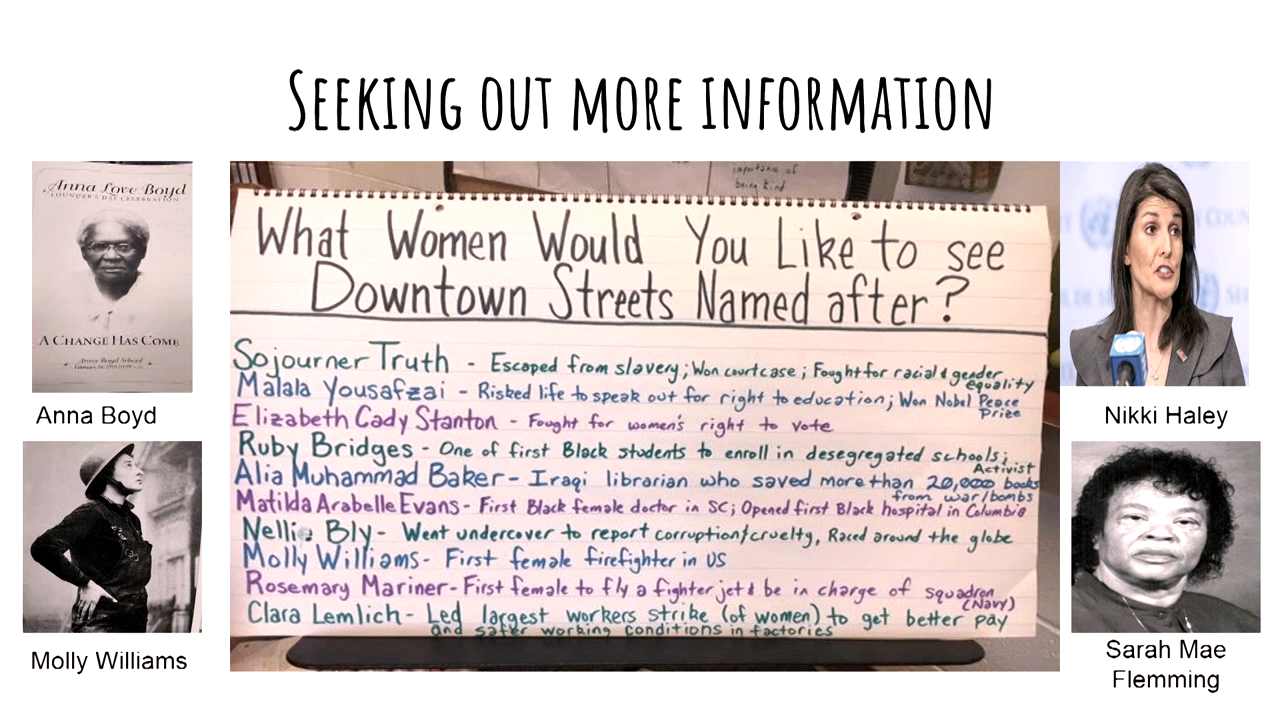 Seeking out more information
Anna Love Boyd
Founder's Day Celebration
A Change Has Come
Anna Boyd
Molly Williams
importance of
being kind
What Women Would You Like to see
Downtown Streets Named after?
Sojourner Truth - Escaped from slavery; Won court case; Fought for racial & gender
equality
Malala Yousafzai - Risked life to speak out for right to education; Won Nobel Peace
Prize
Elizabeth Cady Stanton - Fought for women's right to vote
Ruby Bridges - One of first Black students to enroll in desegregated schools;
Activist
Alia Muhammad Baker - Iraqi librarian who saved more than 20,000 books
from war/bombs
Matilda Arabelle Evans - First Black female doctor in SC; Opened first Black hospital in Columbia
Nellie Bly - Went undercover to report corruption/cruelty, Raced around the globe
Molly Williams - First female firefighter in US
Rosemary Mariner - First female to fly a fighter jet & be in charge of squadron
(Navy)
Clara Lemlich - Led largest workers strike (of women) to get better pay
and safer working conditions in factories
Nikki Haley
Sarah Mae
Flemming